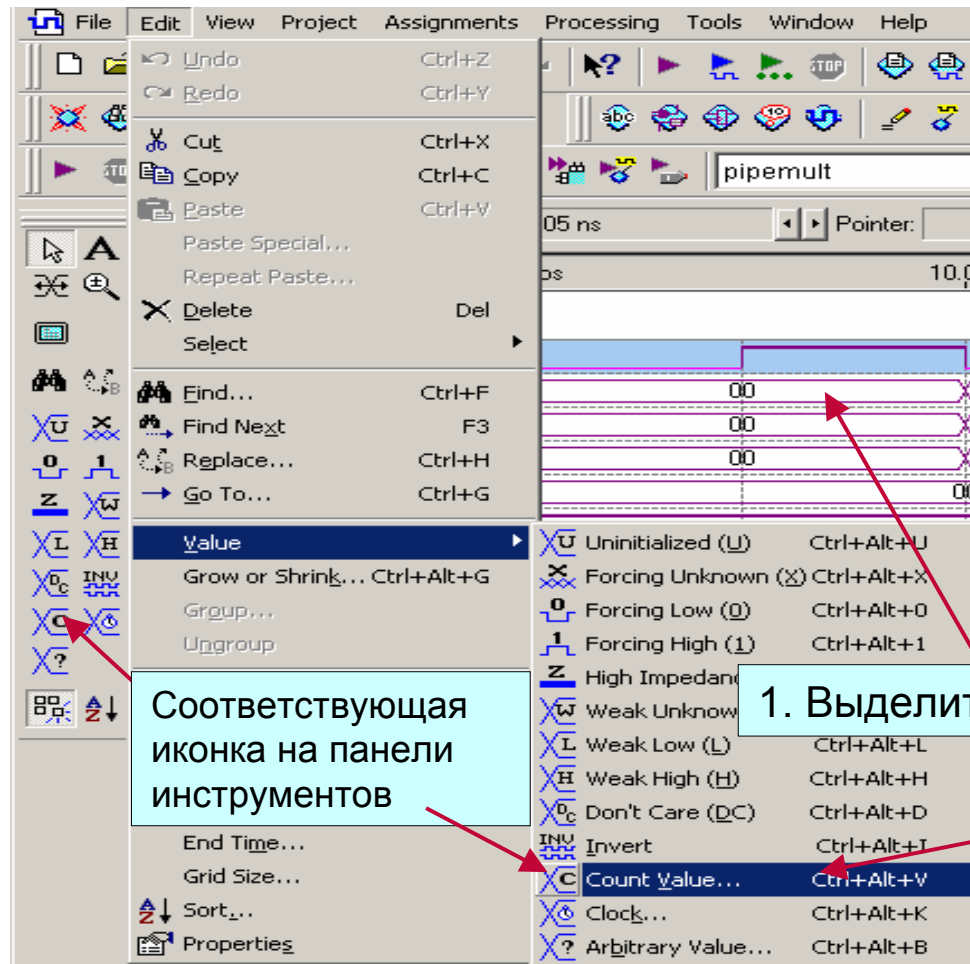 File Edit View Project Assignments Processing Tools Window Help
Undo Ctrl+Z
Redo Ctrl+Y
Cut Ctrl+X
Copy Ctrl+C
Paste Ctrl+V
Paste Special...
Repeat Paste...
Delete Del
Select
Find... Ctrl+F
Find Next F3
Replace... Ctrl+H
Go To... Ctrl+G
Value
Grow or Shrink... Ctrl+Alt+G
Group...
Ungroup
End Time...
Grid Size...
Sort...
Properties
pipemult
05 ns Pointer:
ps 10.0
00
00
00
Uninitialized (U) Ctrl+Alt+U
Forcing Unknown (X) Ctrl+Alt+X
Forcing Low (0) Ctrl+Alt+0
Forcing High (1) Ctrl+Alt+1
High Impedan
Weak Unknow
Weak Low (L) Ctrl+Alt+L
Weak High (H) Ctrl+Alt+H
Don't Care (DC) Ctrl+Alt+D
Invert Ctrl+Alt+I
Count Value... Ctrl+Alt+V
Clock... Ctrl+Alt+K
Arbitrary Value... Ctrl+Alt+B
Соответствующая
иконка на панели
инструментов
1. Выделит